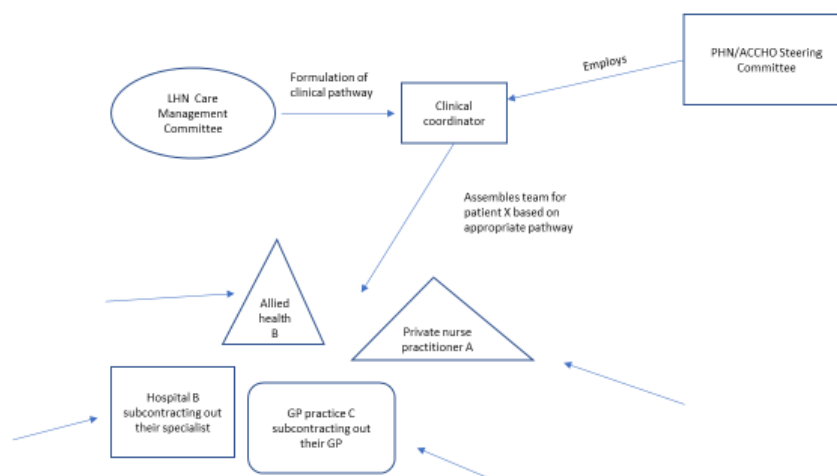 PHN/ACCHO Steering
Committee
Employs
Formulation of
clinical pathway
LHN Care
Management
Committee
Clinical
coordinator
Assembles team for
patient X based on
appropriate pathway
Allied
health
B
Private nurse
practitioner A
Hospital B
subcontracting out
their specialist
GP practice C
subcontracting out
their GP